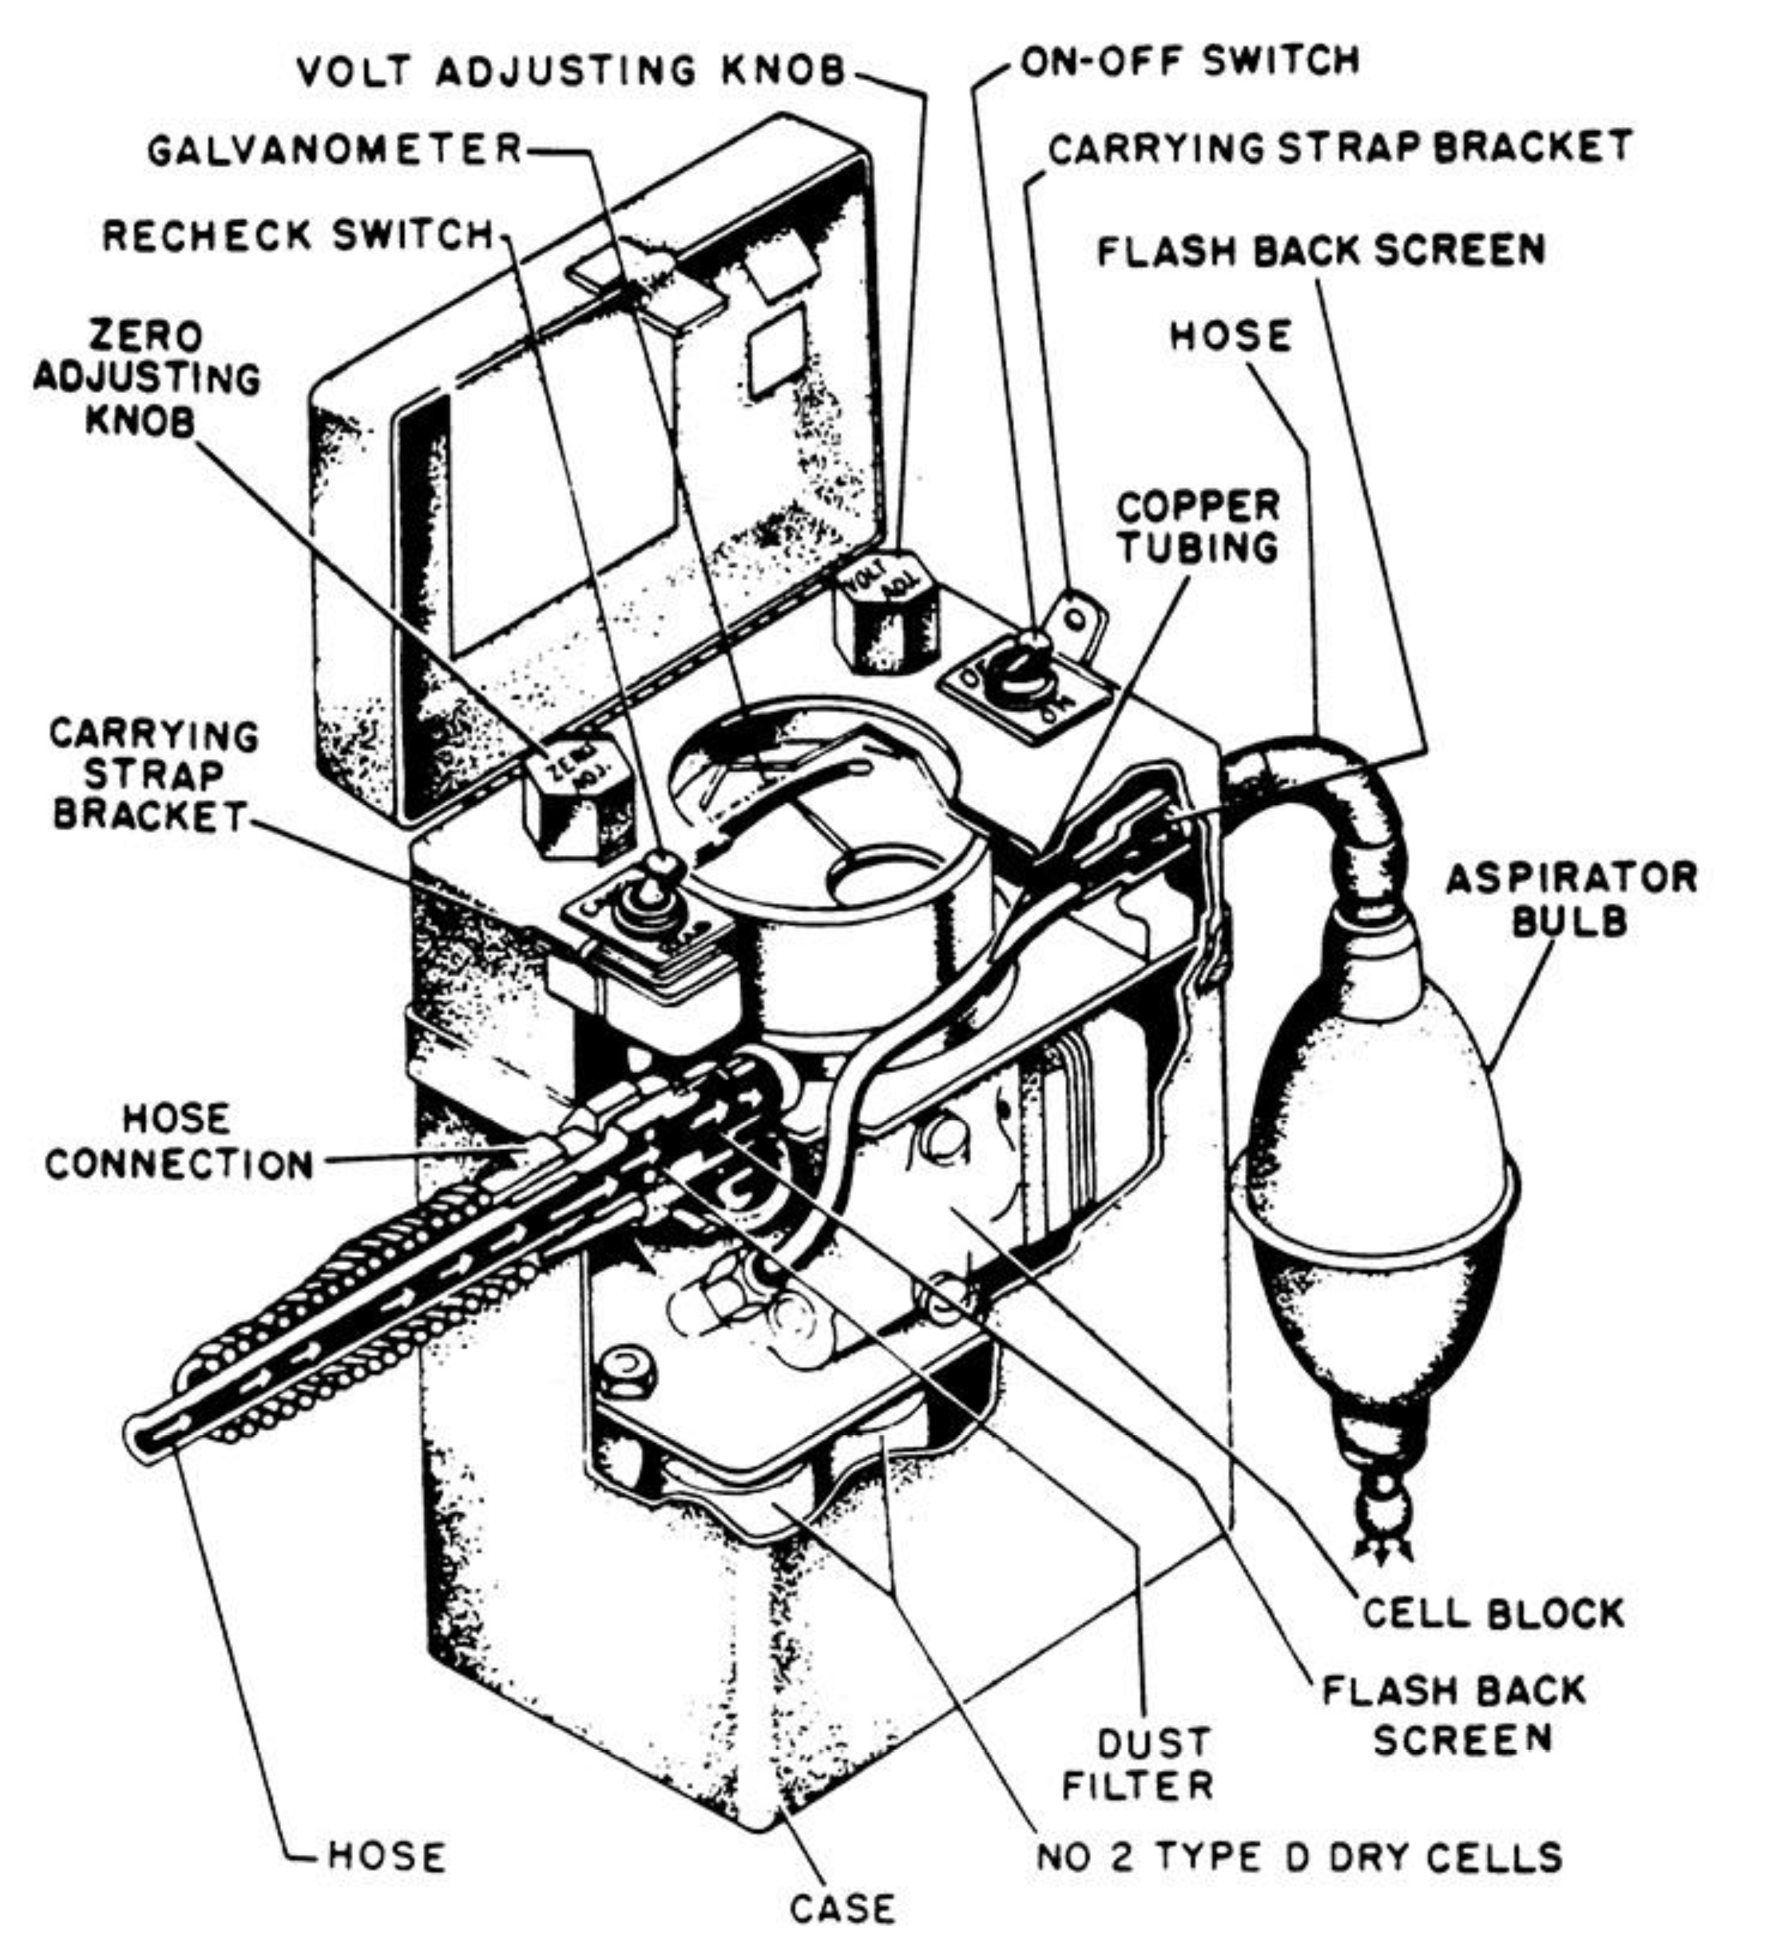 VOLT ADJUSTING KNOB
ON-OFF SWITCH
GALVANOMETER
CARRYING STRAP BRACKET
RECHECK SWITCH
FLASH BACK SCREEN
HOSE
ZERO
ADJUSTING
KNOB
COPPER
TUBING
VOLT
ADJ.
ON
CARRYING
STRAP
BRACKET
ZERO
ADJ.
ASPIRATOR
BULB
HOSE
CONNECTION
CELL BLOCK
FLASH BACK
SCREEN
DUST
FILTER
HOSE
NO 2 TYPE D DRY CELLS
CASE